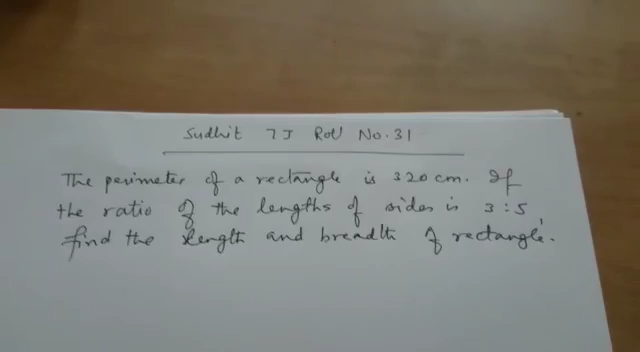 Sudhit 7J Roll No. 31
The perimeter of a rectangle is 320 cm. If
the ratio of the lengths of sides is 3:5,
find the length and breadth of rectangle.